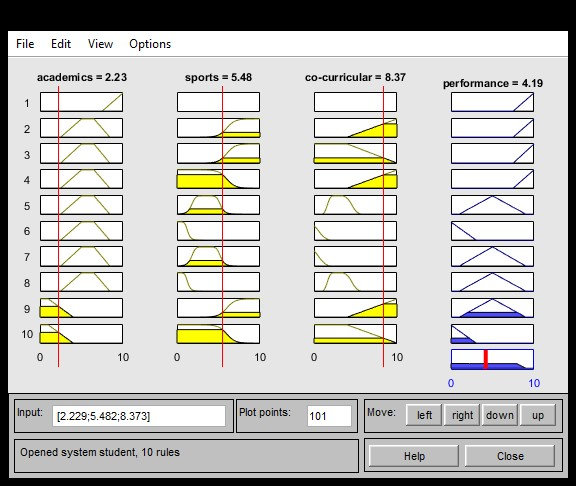 File Edit View Options
academics = 2.23 sports = 5.48 co-curricular = 8.37 performance = 4.19
1
2
3
4
5
6
7
8
9
10
0 10 0 10 0 10
0 10
Input: [2.229;5.482;8.373] Plot points: 101 Move: left right down up
Opened system student, 10 rules
Help Close